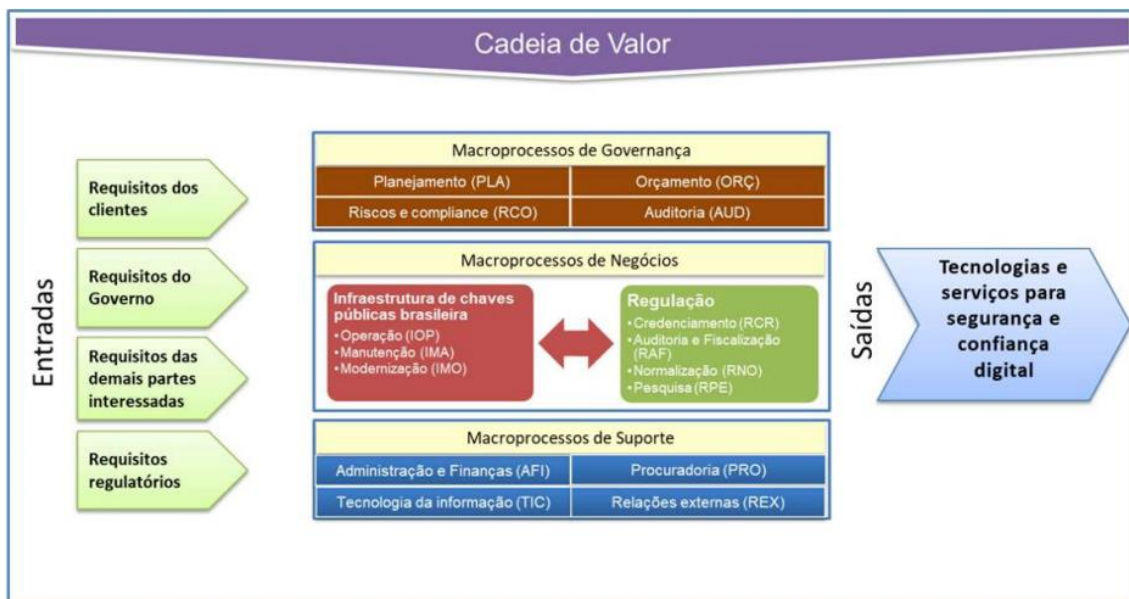 Cadeia de Valor
Entradas
Requisitos dos
clientes
Requisitos do
Governo
Requisitos das
demais partes
interessadas
Requisitos
regulatórios
Macroprocessos de Governança
Planejamento (PLA)
Orçamento (ORÇ)
Riscos e compliance (RCO)
Auditoria (AUD)
Macroprocessos de Negócios
Infraestrutura de chaves
públicas brasileira
•Operação (IOP)
•Manutenção (IMA)
•Modernização (IMO)
Regulação
•Credenciamento (RCR)
•Auditoria e Fiscalização
(RAF)
•Normalização (RNO)
•Pesquisa (RPE)
Macroprocessos de Suporte
Administração e Finanças (AFI)
Procuradoria (PRO)
Tecnologia da informação (TIC)
Relações externas (REX)
Saídas
Tecnologias e
serviços para
segurança e
confiança
digital